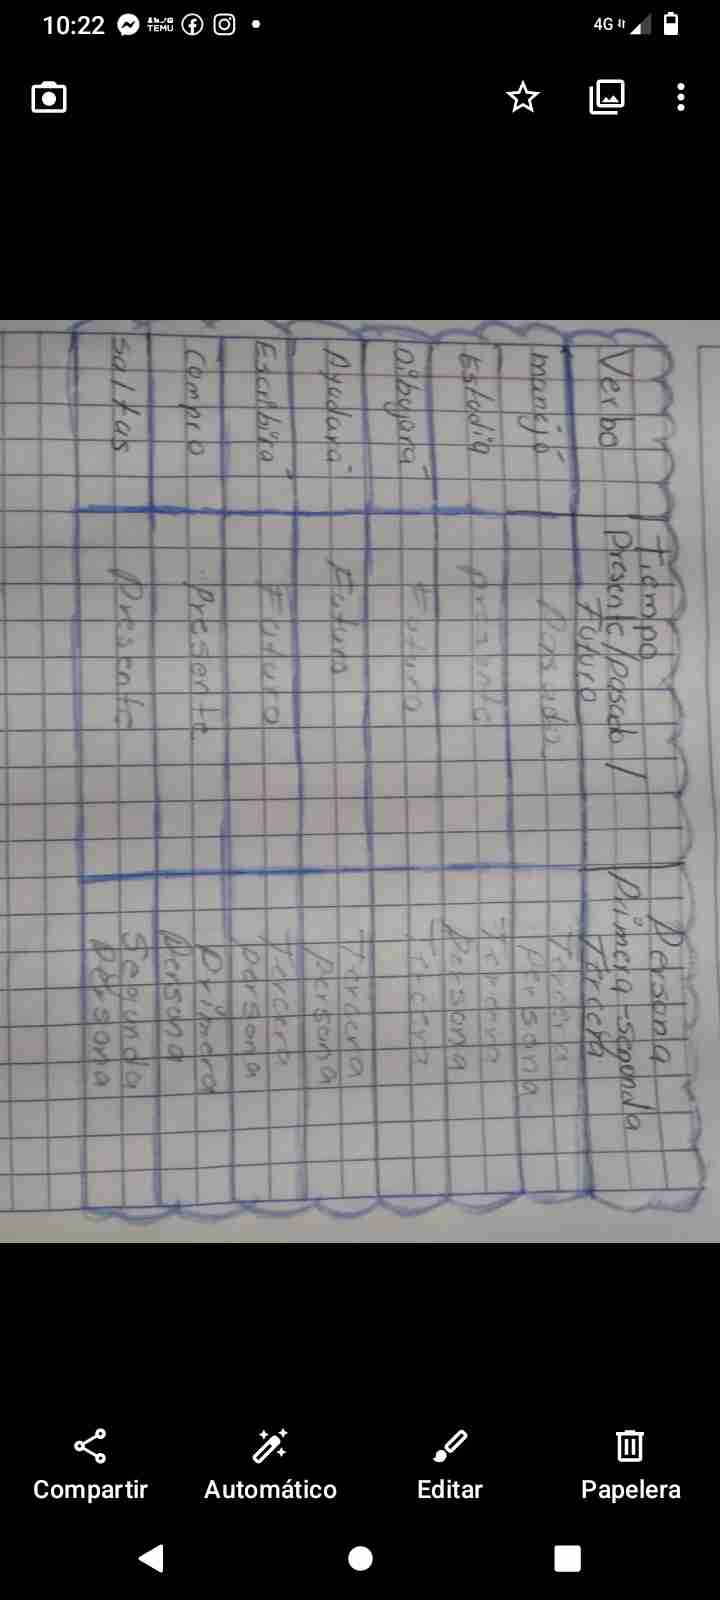 10:22
TEMU
4G
Verbo
Tiempo
Presente/pasado/
Futuro
Persona
Primera-segunda
Tercera
manejó
Pasado
Tercera
persona
Estudia
presente
Tercera
Persona
Dibujará
Futuro
Tercera
Ayudará
Futuro
Tercera
persona
Escribirá
Futuro
Tercera
persona
Compro
Presente
Primera
Persona
saltas
Presente
Segunda
Persona
Compartir
Automático
Editar
Papelera